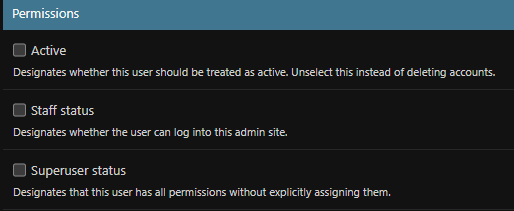 Permissions
Active
Designates whether this user should be treated as active. Unselect this instead of deleting accounts.
Staff status
Designates whether the user can log into this admin site.
Superuser status
Designates that this user has all permissions without explicitly assigning them.